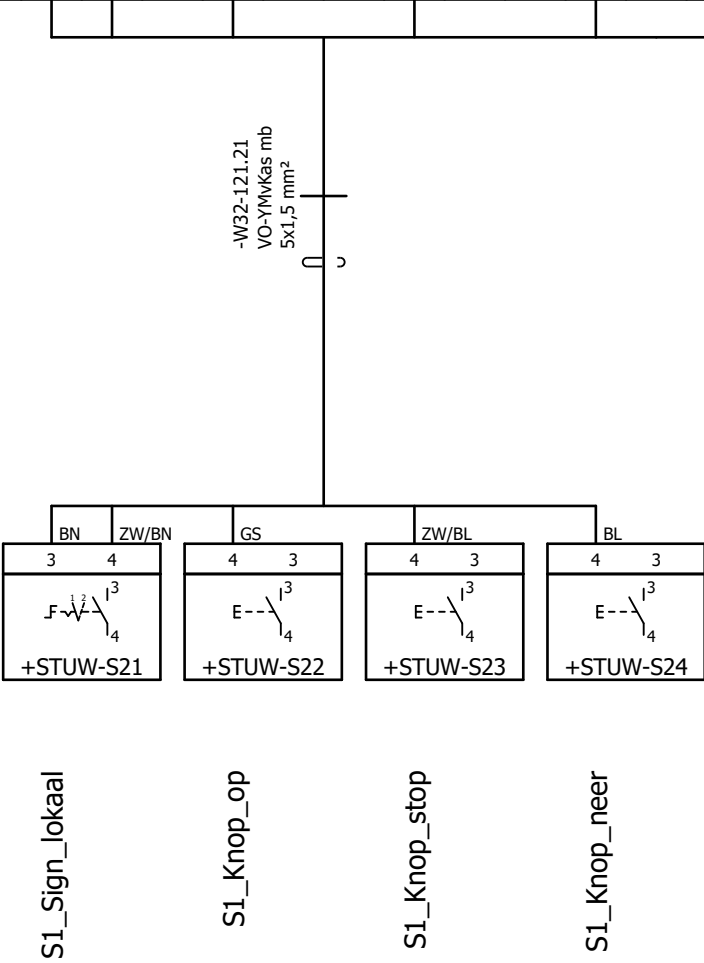 -W32-121.21
VO-YMvKas mb
5x1,5 mm²
BN ZW/BN GS ZW/BL BL
3 4 4 3 4 3 4 3
1 2 3 3 3 3
4 4 4 4
+STUW-S21 +STUW-S22 +STUW-S23 +STUW-S24
S1_Sign_lokaal
S1_Knop_op
S1_Knop_stop
S1_Knop_neer